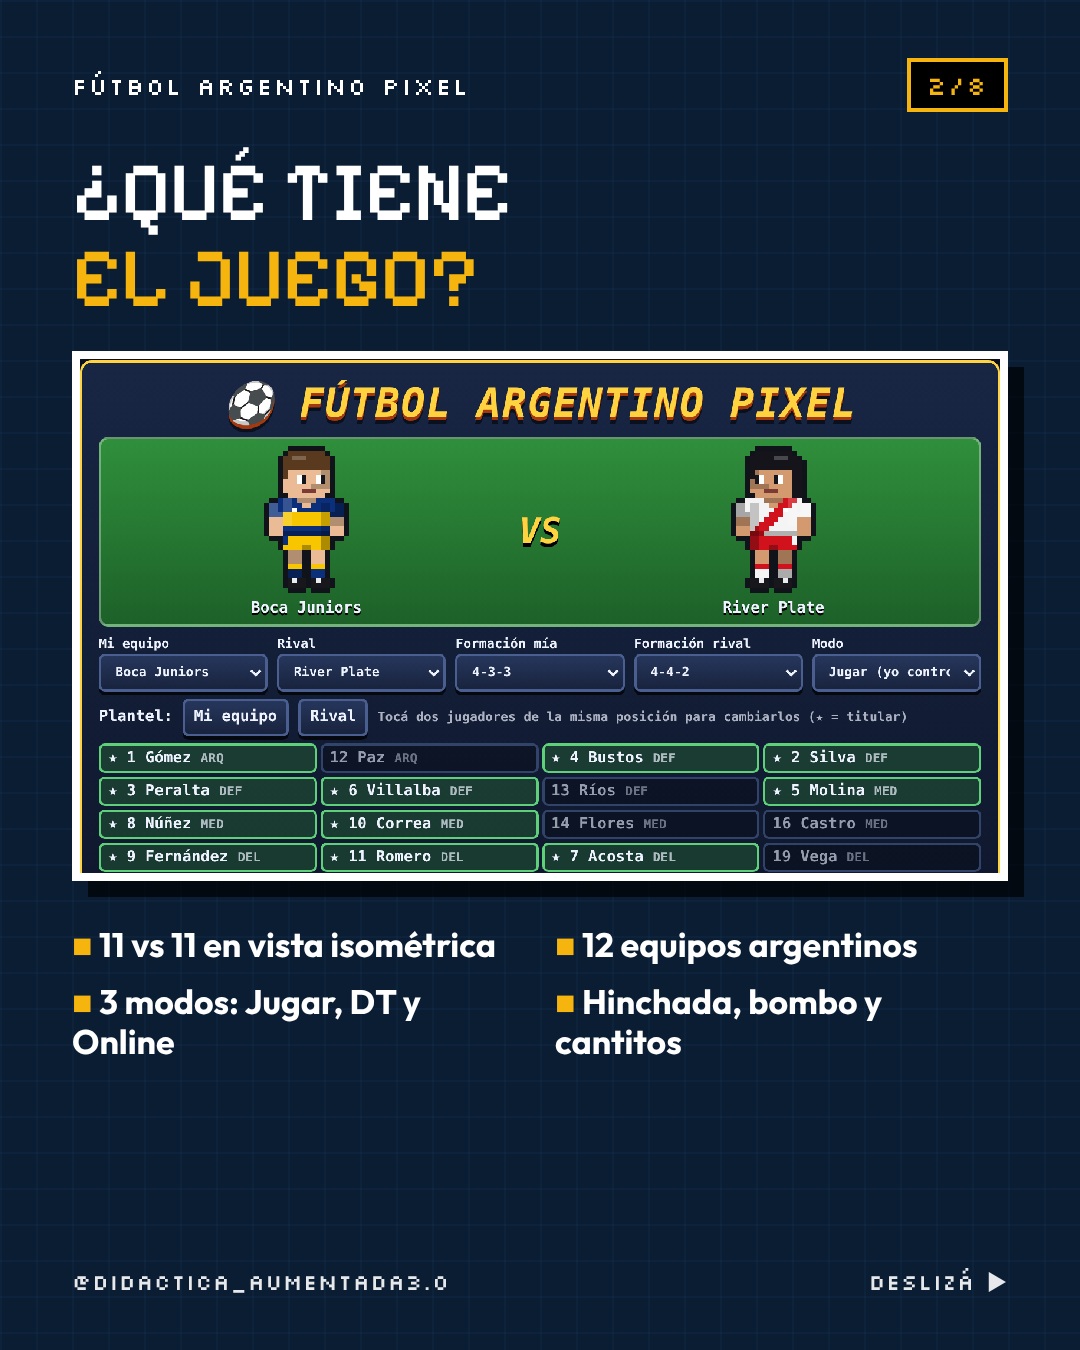 FÚTBOL ARGENTINO PIXEL
2/8
¿QUÉ TIENE
EL JUEGO?
FÚTBOL ARGENTINO PIXEL
VS
Boca Juniors
River Plate
Mi equipo
Rival
Formación mía
Formación rival
Modo
Boca Juniors
River Plate
4-3-3
4-4-2
Jugar (yo contrc
Plantel:
Mi equipo
Rival
Tocá dos jugadores de la misma posición para cambiarlos (★ = titular)
★ 1 Gómez ARQ
12 Paz ARQ
★ 4 Bustos DEF
★ 2 Silva DEF
★ 3 Peralta DEF
★ 6 Villalba DEF
13 Ríos DEF
★ 5 Molina MED
★ 8 Núñez MED
★ 10 Correa MED
14 Flores MED
16 Castro MED
★ 9 Fernández DEL
★ 11 Romero DEL
★ 7 Acosta DEL
19 Vega DEL
11 vs 11 en vista isométrica
12 equipos argentinos
3 modos: Jugar, DT y
Online
Hinchada, bombo y
cantitos
@DIDACTICA_AUMENTADA3.0
DESLIZÁ ▶